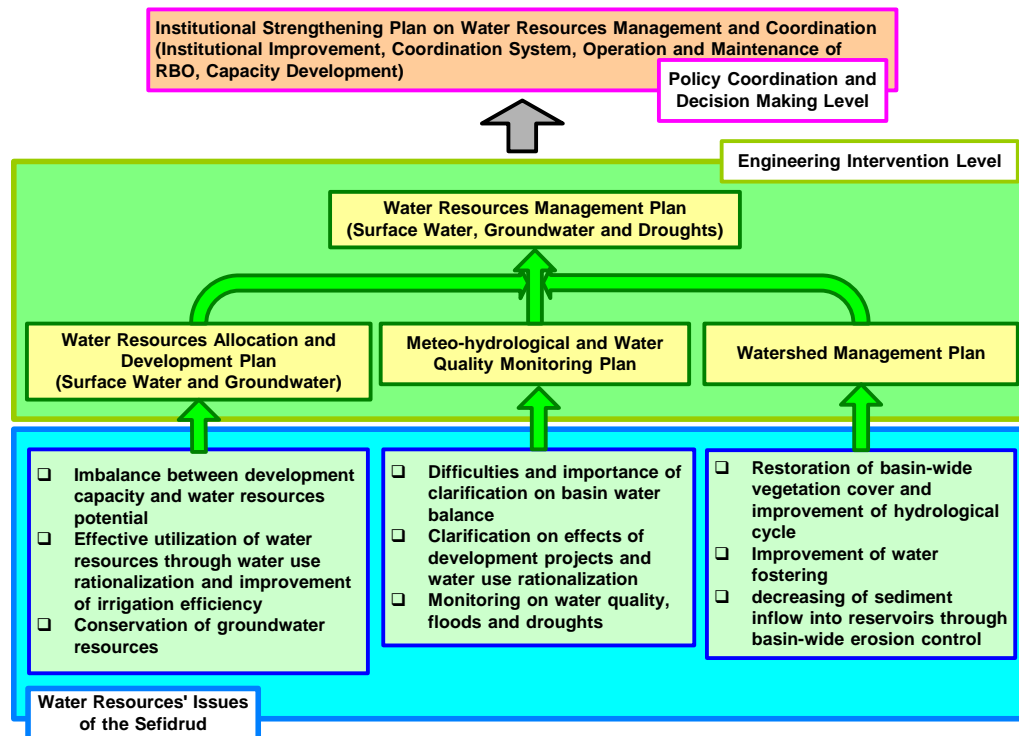 Institutional Strengthening Plan on Water Resources Management and Coordination
(Institutional Improvement, Coordination System, Operation and Maintenance of
RBO, Capacity Development)
Policy Coordination and
Decision Making Level
Engineering Intervention Level
Water Resources Management Plan
(Surface Water, Groundwater and Droughts)
Water Resources Allocation and
Development Plan
(Surface Water and Groundwater)
Meteo-hydrological and Water
Quality Monitoring Plan
Watershed Management Plan
❑ Imbalance between development
capacity and water resources
potential
❑ Effective utilization of water
resources through water use
rationalization and improvement
of irrigation efficiency
❑ Conservation of groundwater
resources
❑ Difficulties and importance of
clarification on basin water
balance
❑ Clarification on effects of
development projects and
water use rationalization
❑ Monitoring on water quality,
floods and droughts
❑ Restoration of basin-wide
vegetation cover and
improvement of hydrological
cycle
❑ Improvement of water
fostering
❑ decreasing of sediment
inflow into reservoirs through
basin-wide erosion control
Water Resources' Issues
of the Sefidrud